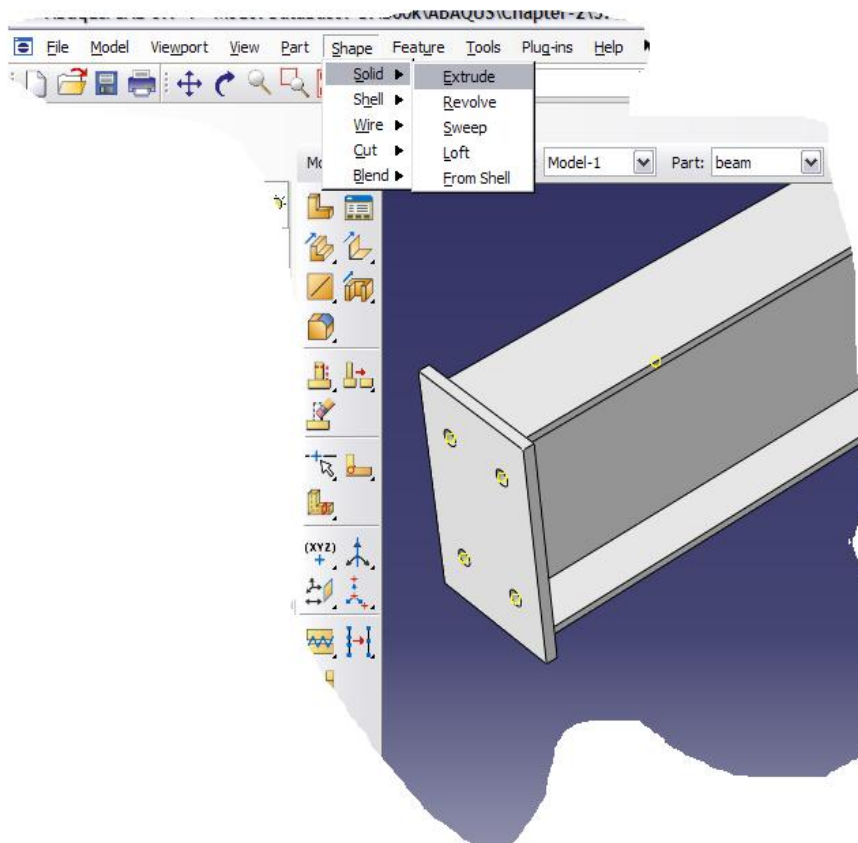 File Model Viewport View Part Shape Feature Tools Plug-ins Help
Solid Extrude
Shell Revolve
Wire Sweep
Cut Loft
Blend From Shell
Model-1 Part: beam
(XYZ)